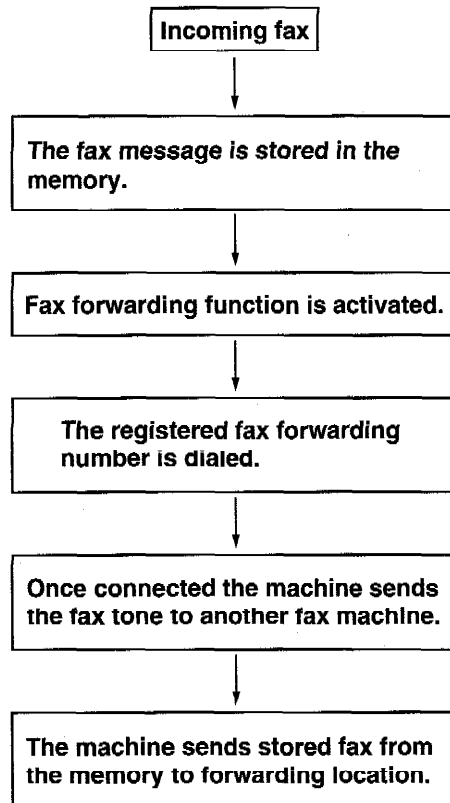 Incoming fax
The fax message is stored in the
memory.
Fax forwarding function is activated.
The registered fax forwarding
number is dialed.
Once connected the machine sends
the fax tone to another fax machine.
The machine sends stored fax from
the memory to forwarding location.